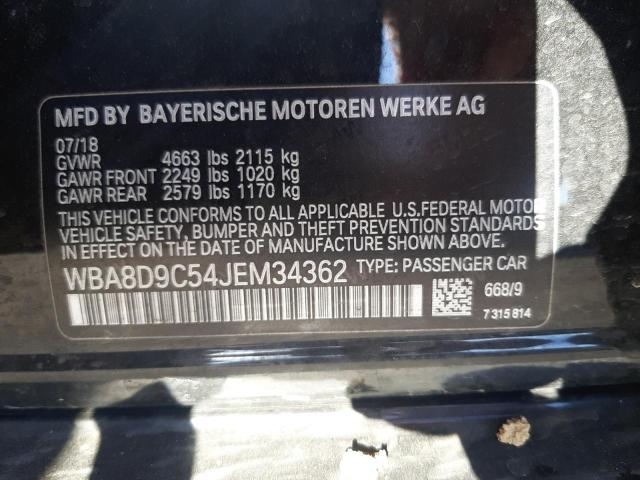 MFD BY BAYERISCHE MOTOREN WERKE AG
07/18
GVWR 4663 lbs 2115 kg
GAWR FRONT 2249 lbs 1020 kg
GAWR REAR 2579 lbs 1170 kg
THIS VEHICLE CONFORMS TO ALL APPLICABLE U.S.FEDERAL MOTOR
VEHICLE SAFETY, BUMPER AND THEFT PREVENTION STANDARDS
IN EFFECT ON THE DATE OF MANUFACTURE SHOWN ABOVE.
WBA8D9C54JEM34362 TYPE: PASSENGER CAR
668/9
7 315 814